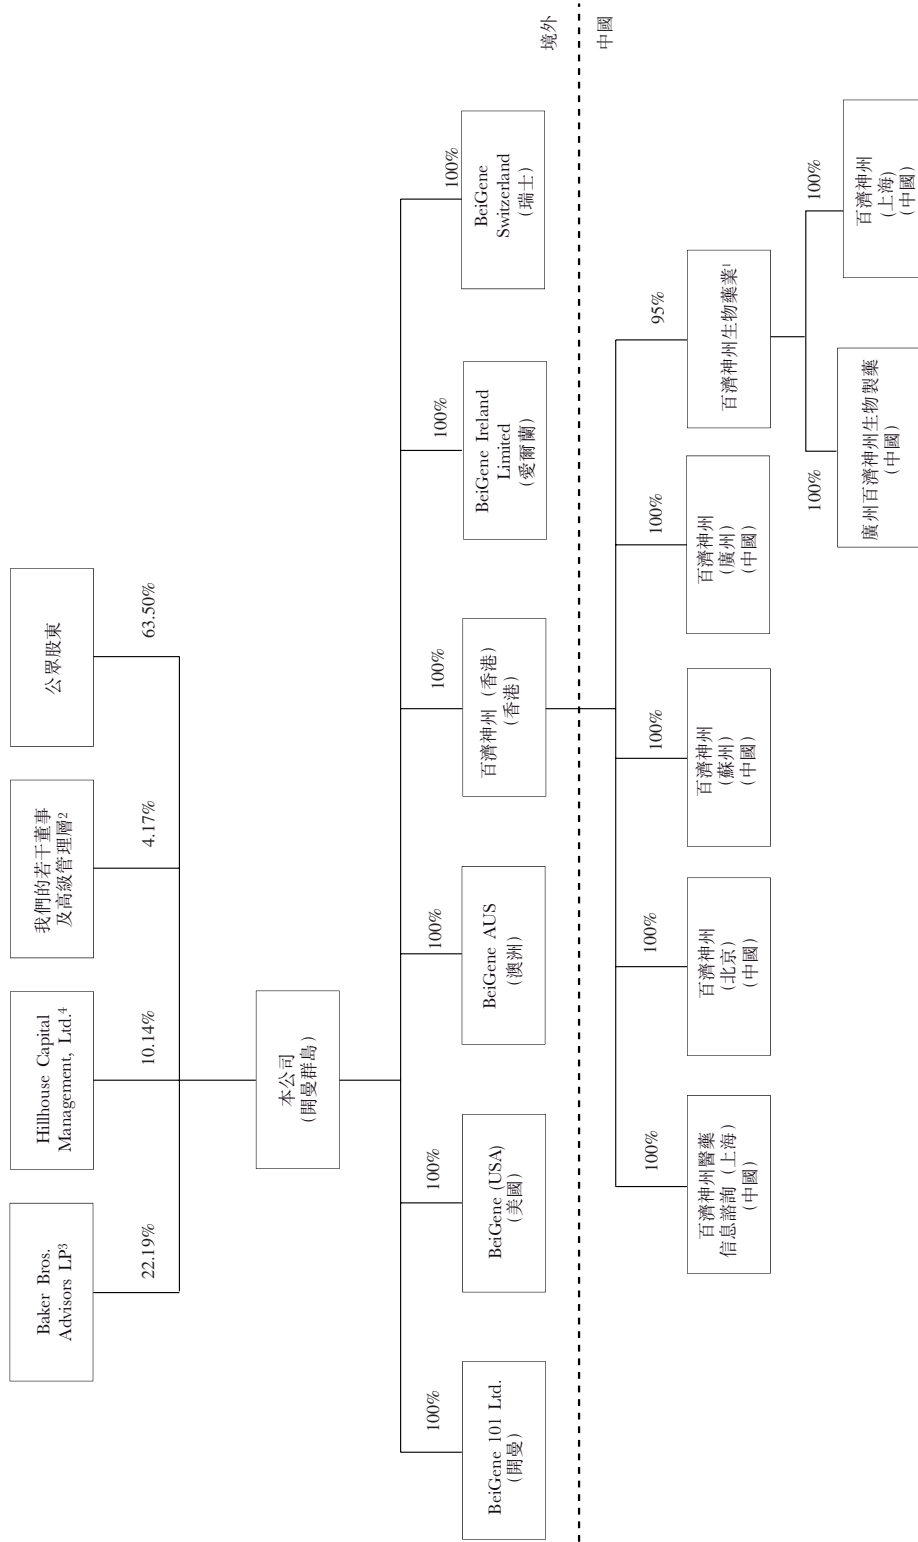 Baker Bros.
Advisors LP3
Hillhouse Capital
Management, Ltd.4
我們的若干董事
及高級管理層2
公眾股東
22.19%
10.14%
4.17%
63.50%
本公司
(開曼群島)
100%
100%
100%
100%
100%
100%
BeiGene 101 Ltd.
(開曼)
BeiGene (USA)
(美國)
BeiGene AUS
(澳洲)
百濟神州(香港)
(香港)
BeiGene Ireland
Limited
(愛爾蘭)
BeiGene
Switzerland
(瑞士)
境外
中國
100%
100%
100%
100%
95%
百濟神州醫藥
信息諮詢(上海)
(中國)
百濟神州
(北京)
(中國)
百濟神州
(蘇州)
(中國)
百濟神州
(廣州)
(中國)
百濟神州生物藥業1
100%
100%
廣州百濟神州生物製藥
(中國)
百濟神州
(上海)
(中國)